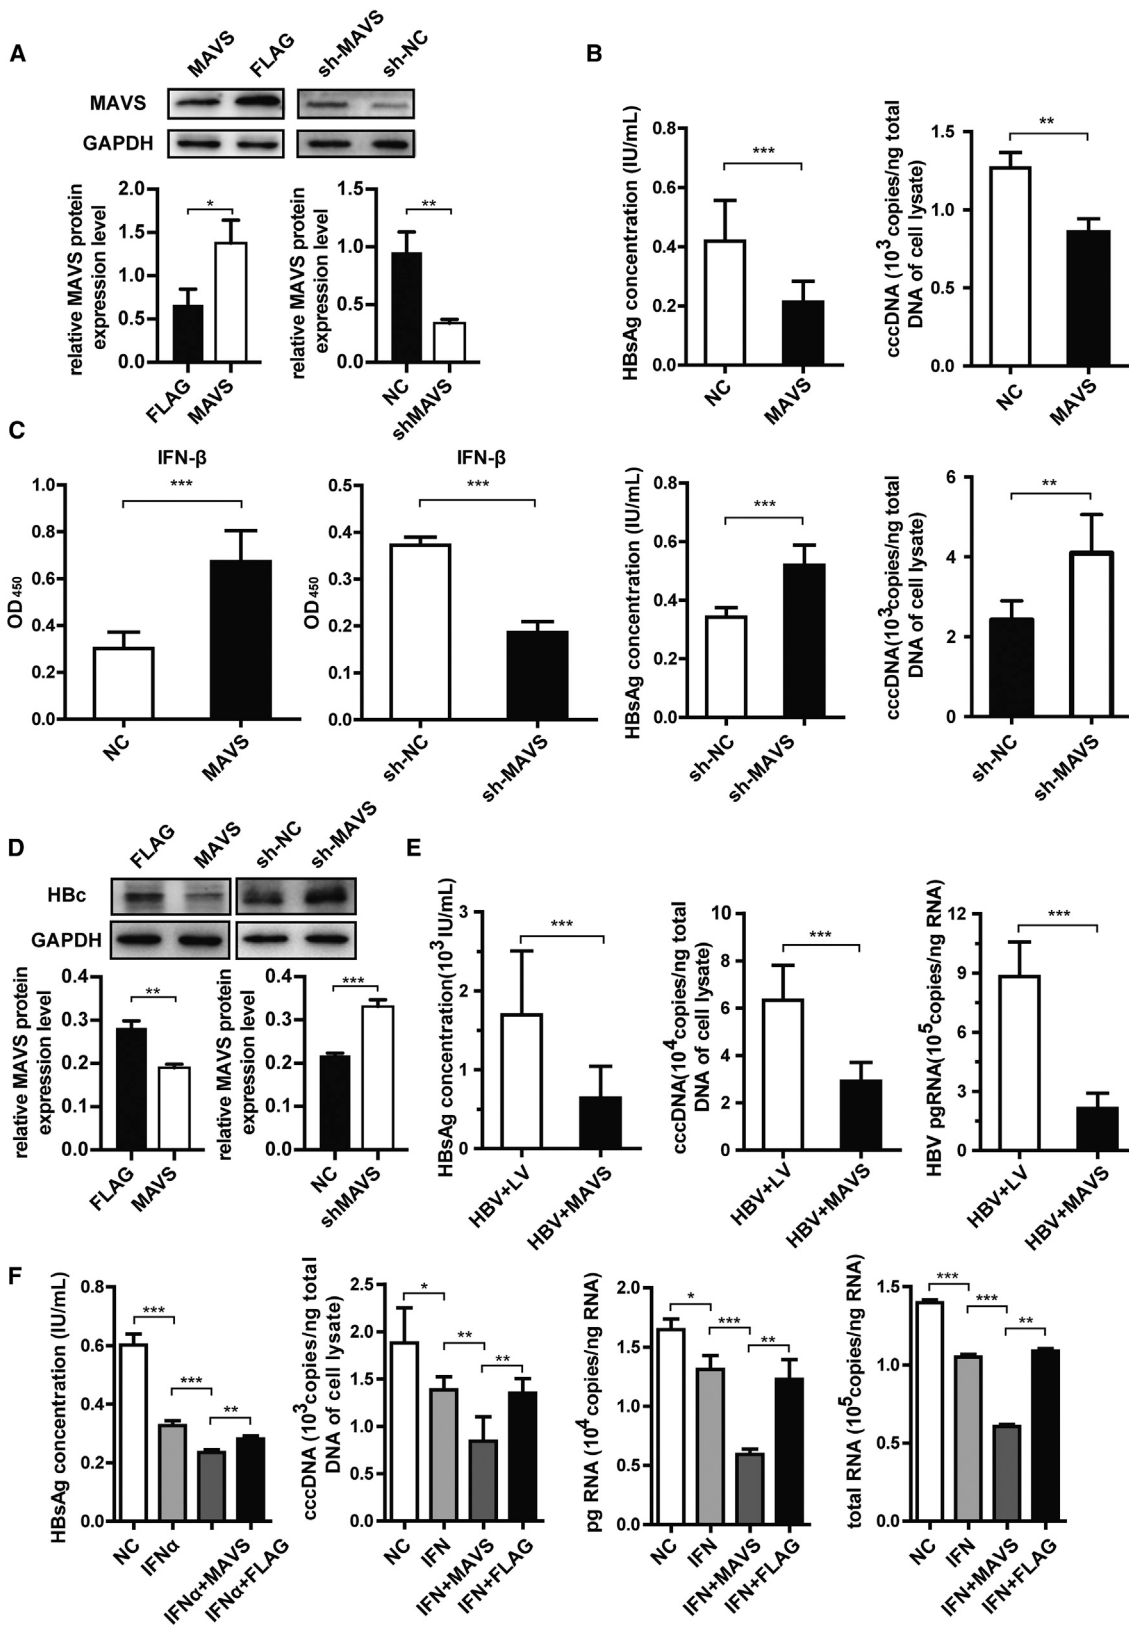 A
MAVS
FLAG
sh-MAVS
sh-NC
MAVS
GAPDH
relative MAVS protein
expression level
2.0
1.5
1.0
0.5
0.0
*
FLAG
MAVS
relative MAVS protein
expression level
1.5
1.0
0.5
0.0
**
NC
shMAVS
B
HBsAg concentration (IU/mL)
0.8
0.6
0.4
0.2
0.0
***
NC
MAVS
cccDNA (10³ copies/ng total
DNA of cell lysate)
1.5
1.0
0.5
0.0
**
NC
MAVS
HBsAg concentration (IU/mL)
0.8
0.6
0.4
0.2
0.0
***
sh-NC
sh-MAVS
cccDNA(10³copies/ng total
DNA of cell lysate)
6
4
2
0
**
sh-NC
sh-MAVS
C
IFN-β
OD450
1.0
0.8
0.6
0.4
0.2
0.0
***
NC
MAVS
IFN-β
OD450
0.5
0.4
0.3
0.2
0.1
0.0
***
sh-NC
sh-MAVS
D
FLAG
MAVS
sh-NC
sh-MAVS
HBc
GAPDH
relative MAVS protein
expression level
0.4
0.3
0.2
0.1
0.0
**
FLAG
MAVS
relative MAVS protein
expression level
0.4
0.3
0.2
0.1
0.0
***
NC
shMAVS
E
HBsAg concentration(10³ IU/mL)
3
2
1
0
***
HBV+LV
HBV+MAVS
cccDNA(10⁴copies/ng total
DNA of cell lysate)
10
8
6
4
2
0
***
HBV+LV
HBV+MAVS
HBV pgRNA(10⁵copies/ng RNA)
12
9
6
3
0
***
HBV+LV
HBV+MAVS
F
HBsAg concentration (IU/mL)
0.8
0.6
0.4
0.2
0.0
***
***
**
NC
IFNα
IFNα+MAVS
IFNα+FLAG
cccDNA (10³copies/ng total
DNA of cell lysate)
2.5
2.0
1.5
1.0
0.5
0.0
*
**
**
NC
IFN
IFN+MAVS
IFN+FLAG
pg RNA (10⁴copies/ng RNA)
2.0
1.5
1.0
0.5
0.0
*
***
**
NC
IFN
IFN+MAVS
IFN+FLAG
total RNA (10⁵copies/ng RNA)
1.5
1.0
0.5
0.0
***
***
**
NC
IFN
IFN+MAVS
IFN+FLAG